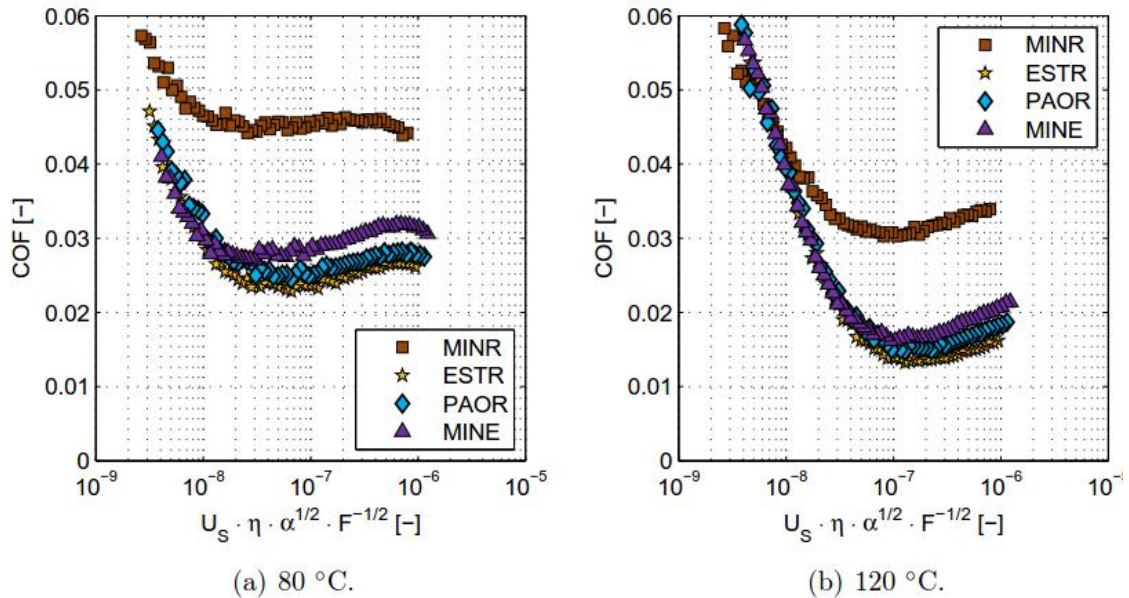 0.06
0.05
0.04
0.03
0.02
0.01
0
COF [−]
10⁻⁹
10⁻⁸
10⁻⁷
10⁻⁶
10⁻⁵
U_S · η · α^{1/2} · F^{−1/2} [−]
MINR
ESTR
PAOR
MINE
(a) 80 °C.
0.06
0.05
0.04
0.03
0.02
0.01
0
COF [−]
10⁻⁹
10⁻⁸
10⁻⁷
10⁻⁶
10⁻⁵
U_S · η · α^{1/2} · F^{−1/2} [−]
MINR
ESTR
PAOR
MINE
(b) 120 °C.